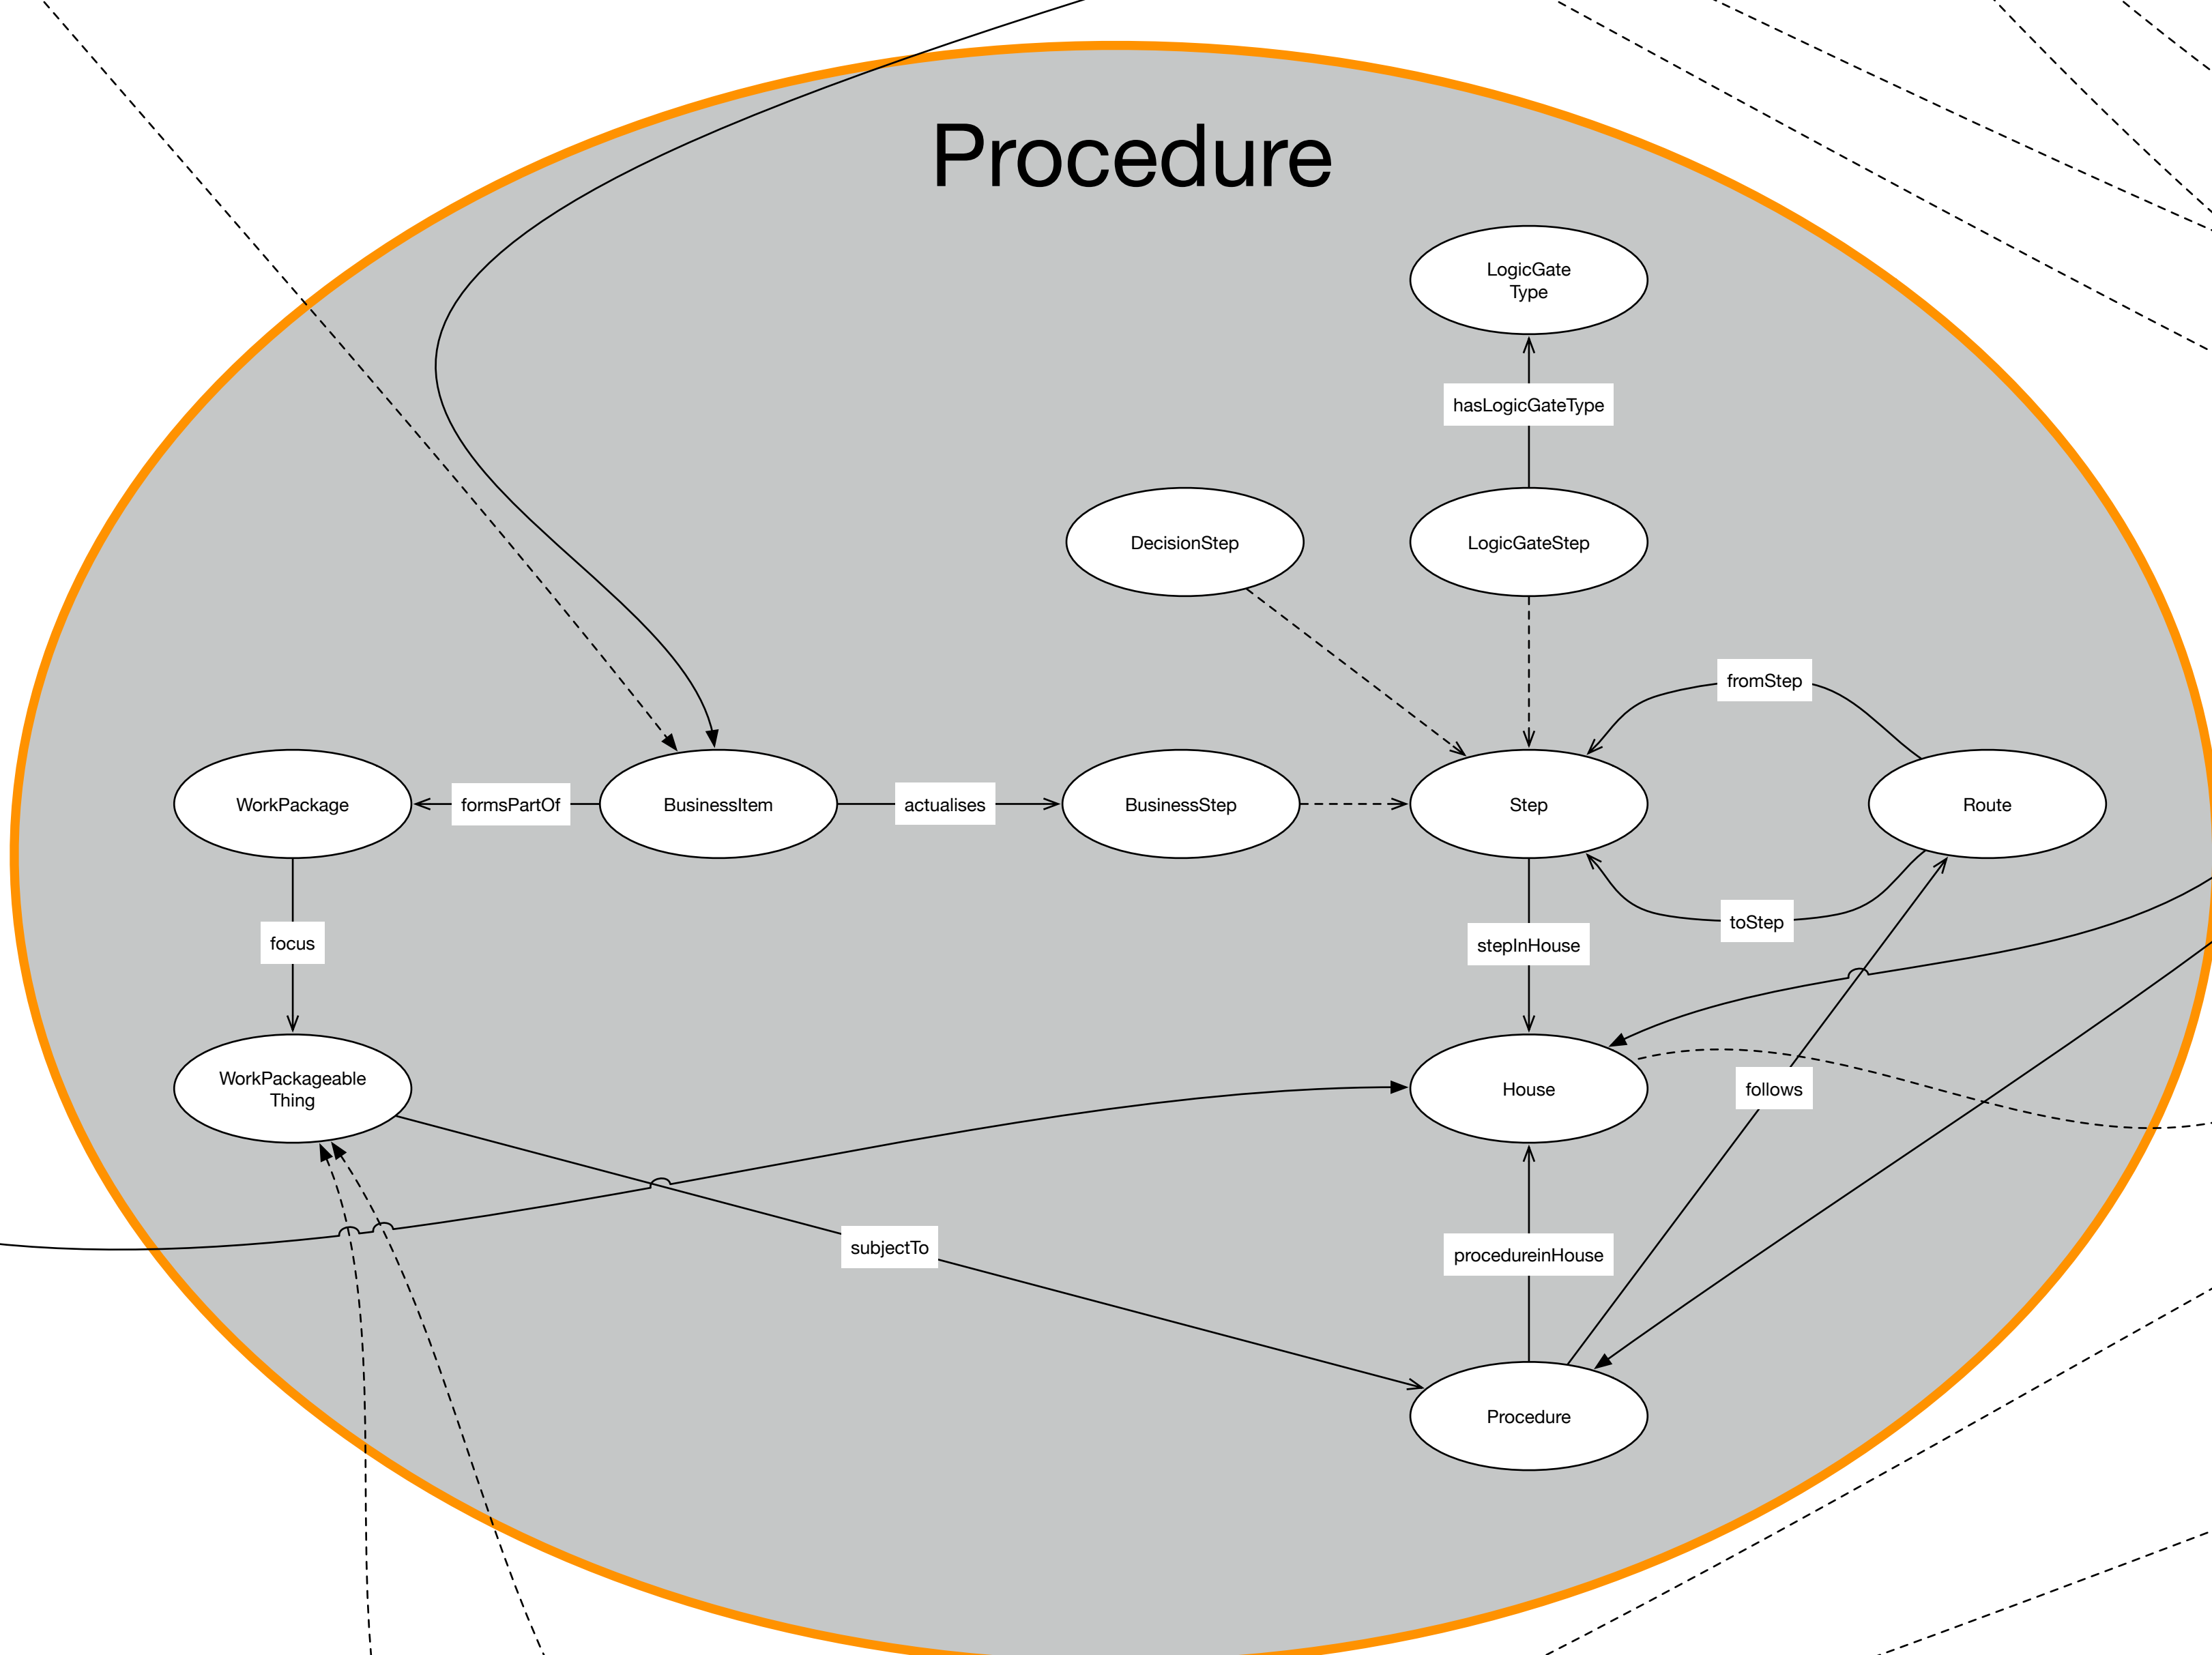 Procedure
LogicGate
Type
hasLogicGateType
DecisionStep
LogicGateStep
fromStep
WorkPackage
formsPartOf
BusinessItem
actualises
BusinessStep
Step
Route
toStep
focus
stepInHouse
WorkPackageable
Thing
House
follows
subjectTo
procedureinHouse
Procedure